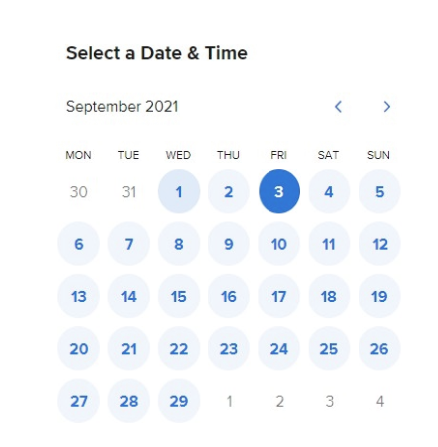 Select a Date & Time
September 2021
MON TUE WED THU FRI SAT SUN
30 31 1 2 3 4 5
6 7 8 9 10 11 12
13 14 15 16 17 18 19
20 21 22 23 24 25 26
27 28 29 1 2 3 4